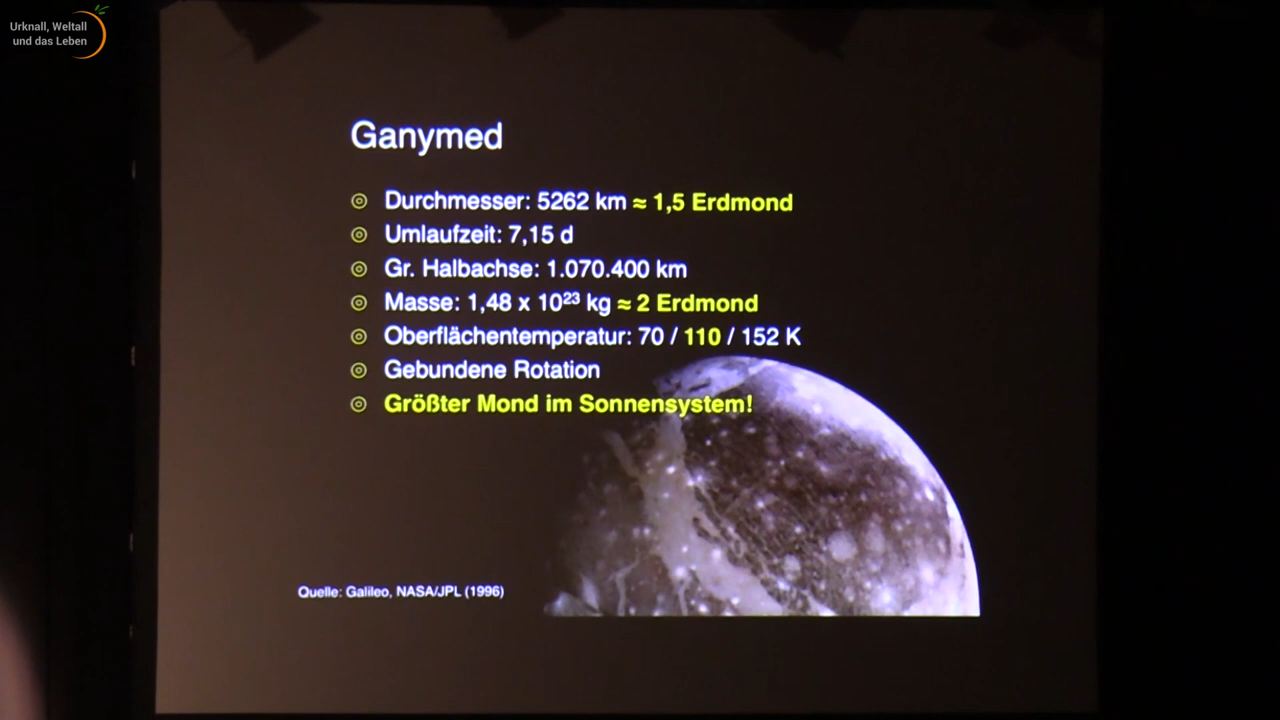 Urknall, Weltall
und das Leben
Ganymed
Durchmesser: 5262 km ≈ 1,5 Erdmond
Umlaufzeit: 7,15 d
Gr. Halbachse: 1.070.400 km
Masse: 1,48 x 10²³ kg ≈ 2 Erdmond
Oberflächentemperatur: 70 / 110 / 152 K
Gebundene Rotation
Größter Mond im Sonnensystem!
Quelle: Galileo, NASA/JPL (1996)